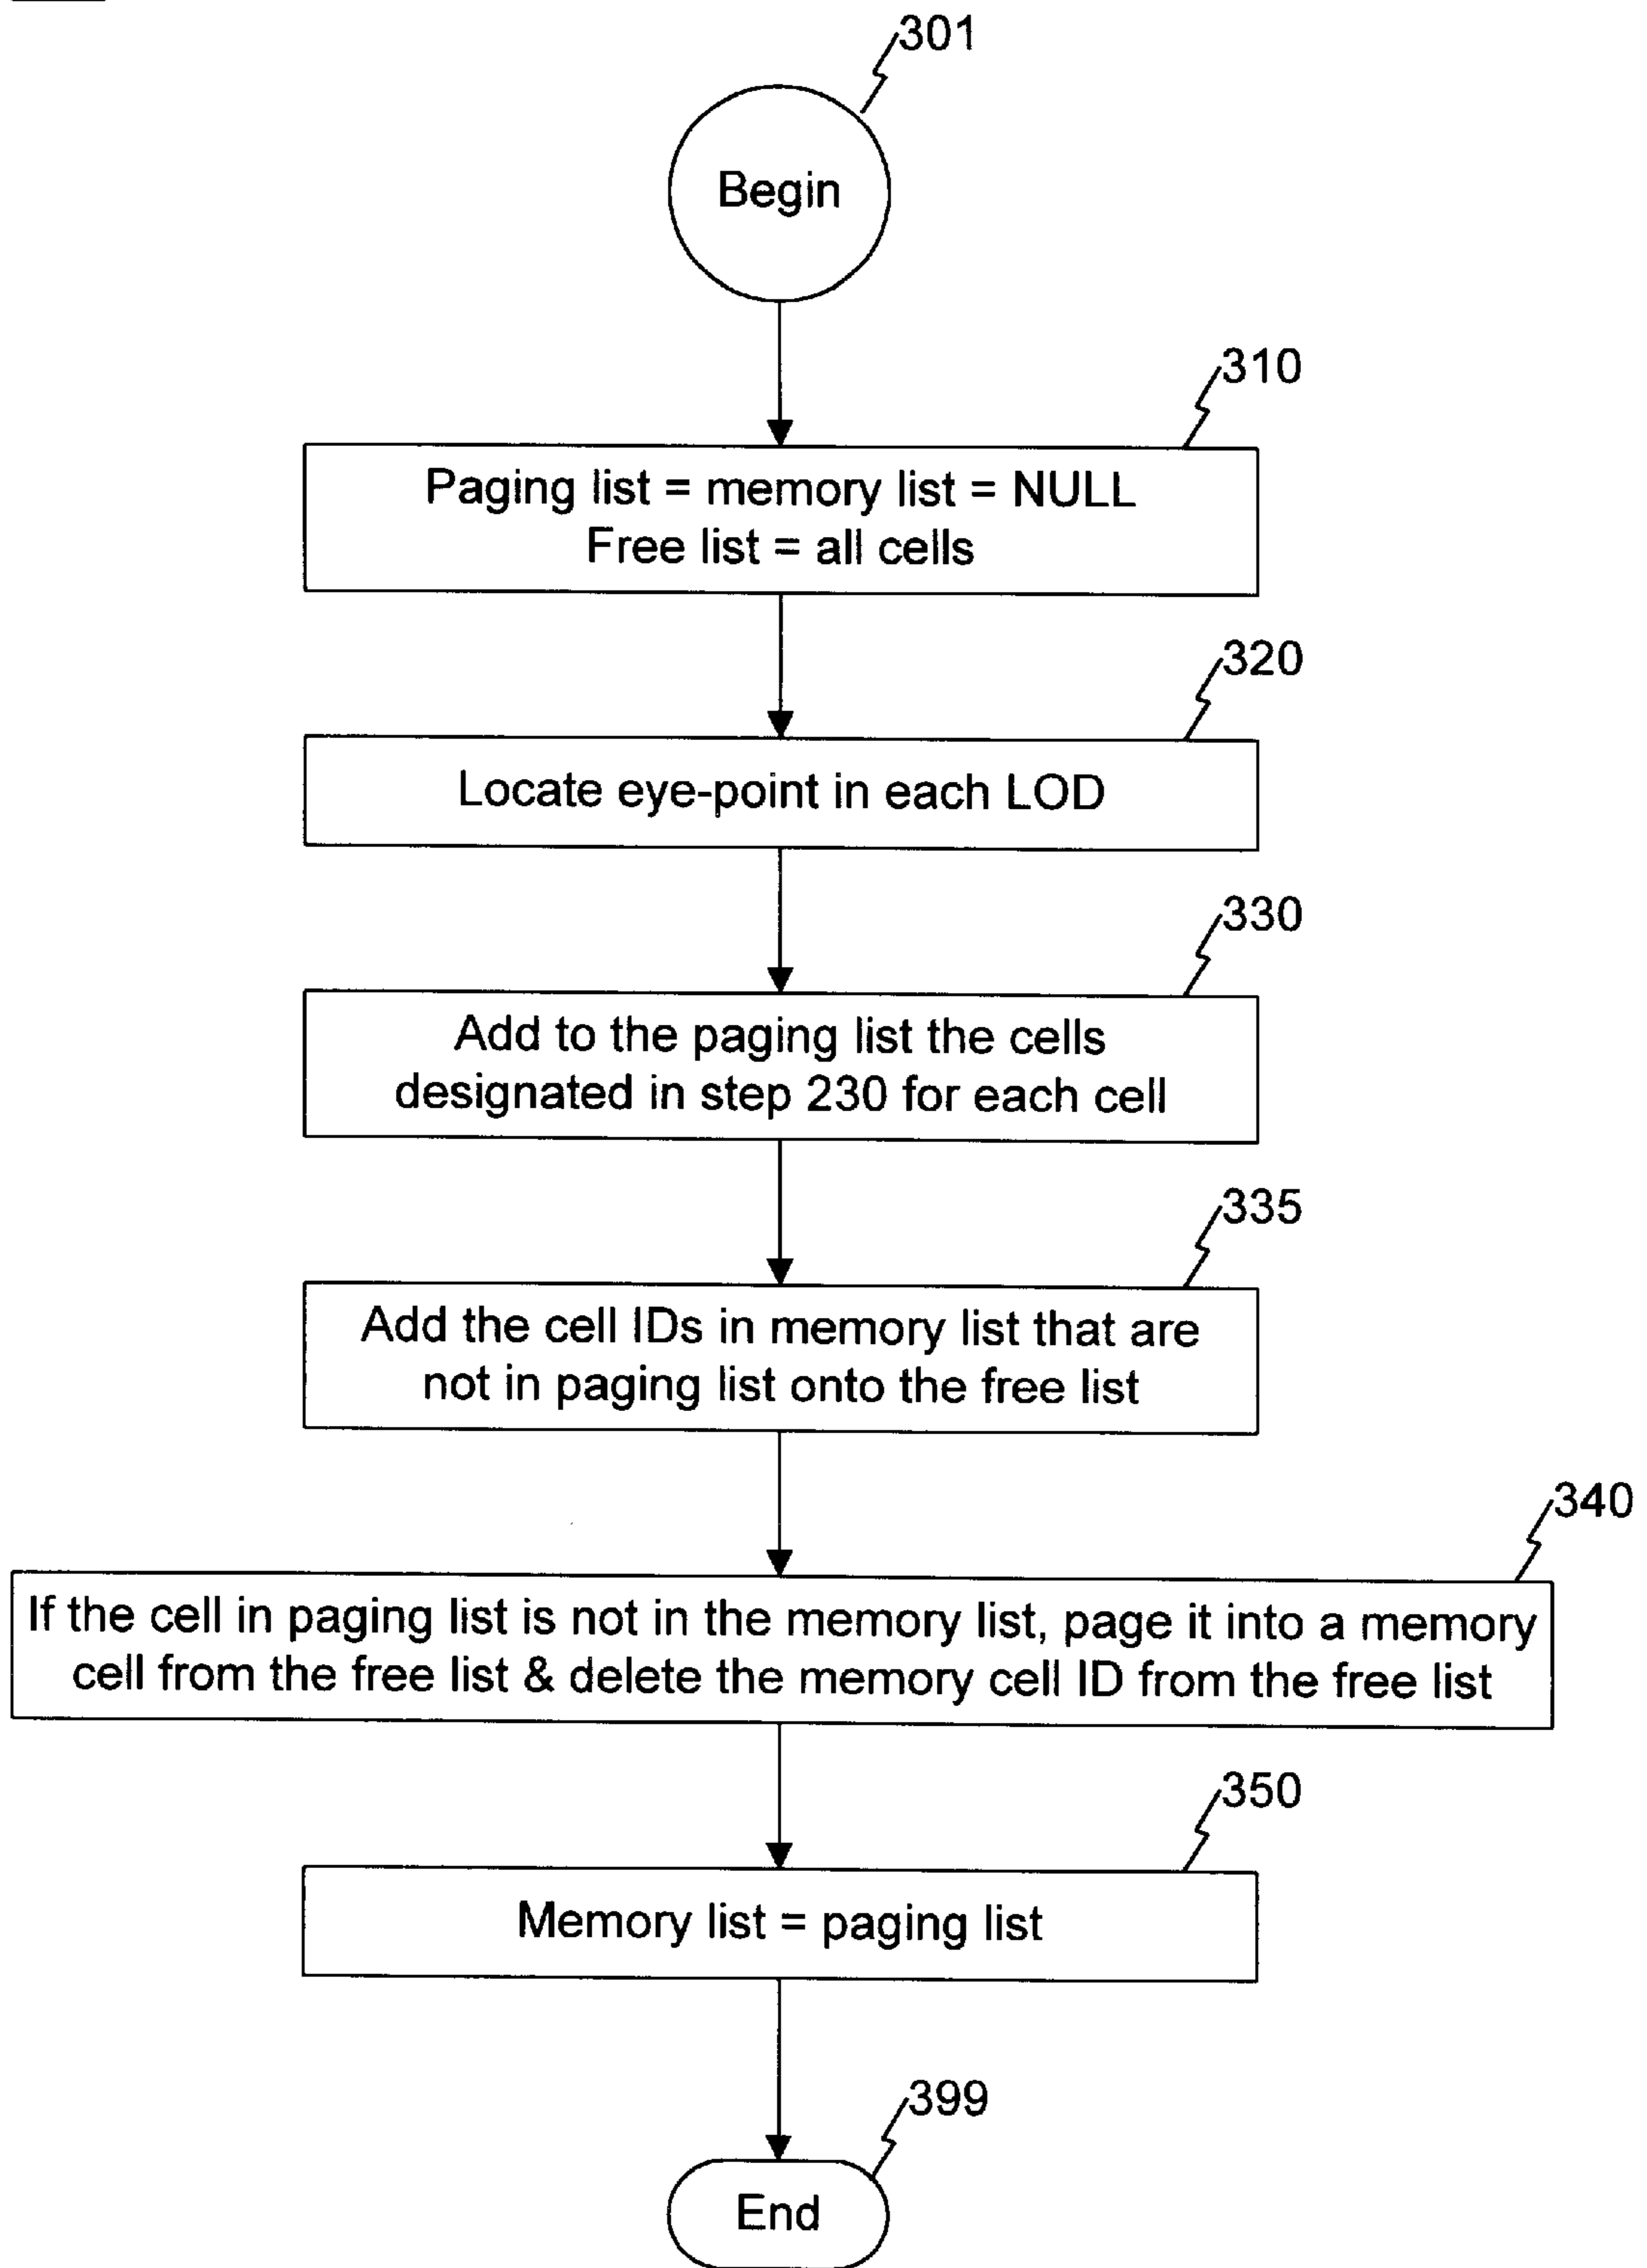 301
Begin
310
Paging list = memory list = NULL
Free list = all cells
320
Locate eye-point in each LOD
330
Add to the paging list the cells
designated in step 230 for each cell
335
Add the cell IDs in memory list that are
not in paging list onto the free list
340
If the cell in paging list is not in the memory list, page it into a memory
cell from the free list & delete the memory cell ID from the free list
350
Memory list = paging list
399
End